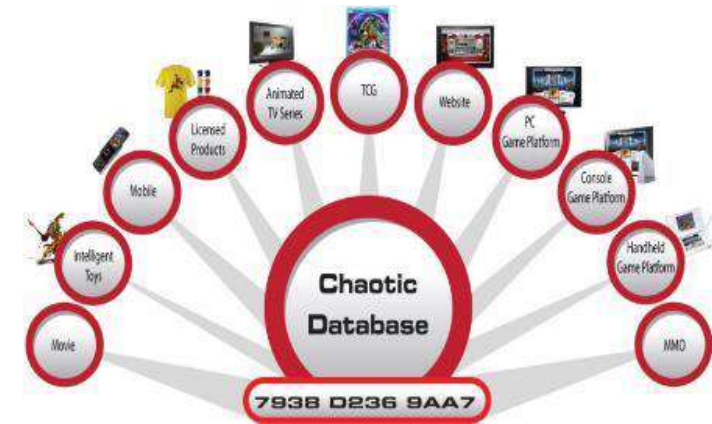 TCG
Animated
TV Series
Website
Licensed
Products
PC
Game Platform
Mobile
Console
Game Platform
Intelligent
Toys
Handheld
Game Platform
Movie
MMO
Chaotic
Database
7938 D236 9AA7